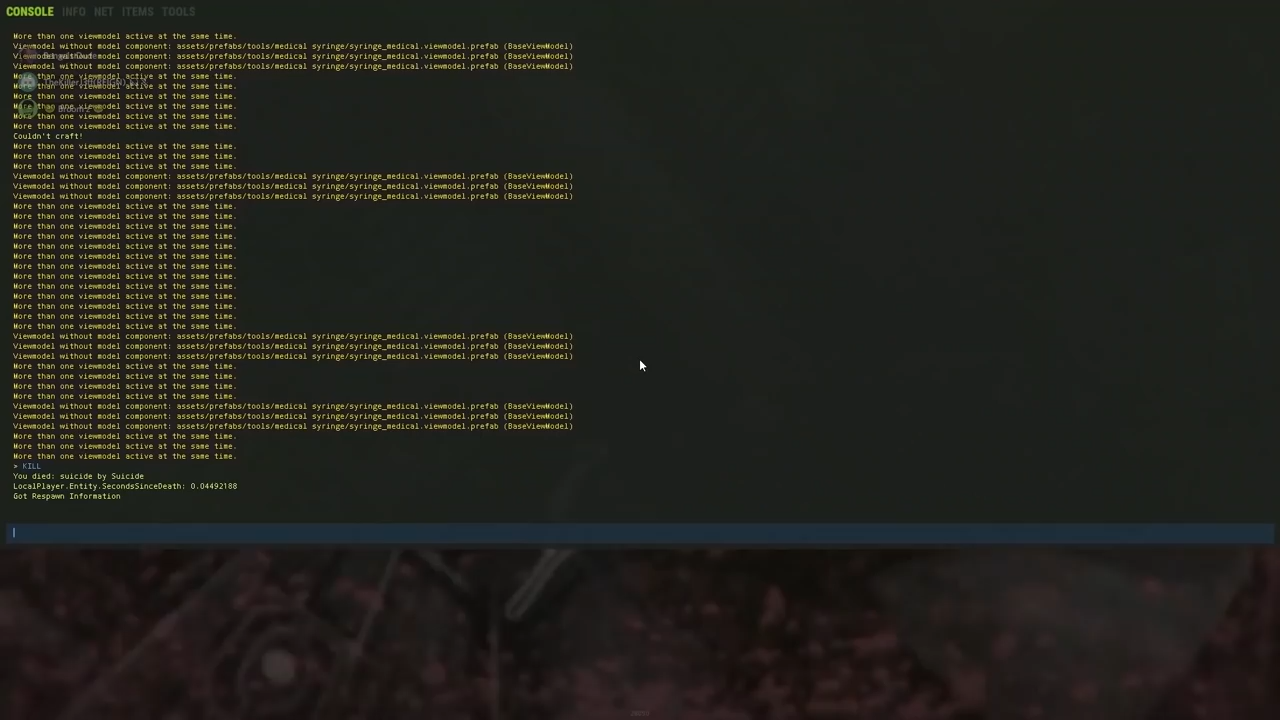 CONSOLE INFO NET ITEMS TOOLS
More than one viewmodel active at the same time.
Viewmodel without model component: assets/prefabs/tools/medical syringe/syringe_medical.viewmodel.prefab (BaseViewModel)
Viewmodel without model component: assets/prefabs/tools/medical syringe/syringe_medical.viewmodel.prefab (BaseViewModel)
Viewmodel without model component: assets/prefabs/tools/medical syringe/syringe_medical.viewmodel.prefab (BaseViewModel)
More than one viewmodel active at the same time.
More than one viewmodel active at the same time.
More than one viewmodel active at the same time.
More than one viewmodel active at the same time.
More than one viewmodel active at the same time.
More than one viewmodel active at the same time.
Couldn't craft!
More than one viewmodel active at the same time.
More than one viewmodel active at the same time.
More than one viewmodel active at the same time.
Viewmodel without model component: assets/prefabs/tools/medical syringe/syringe_medical.viewmodel.prefab (BaseViewModel)
Viewmodel without model component: assets/prefabs/tools/medical syringe/syringe_medical.viewmodel.prefab (BaseViewModel)
Viewmodel without model component: assets/prefabs/tools/medical syringe/syringe_medical.viewmodel.prefab (BaseViewModel)
More than one viewmodel active at the same time.
More than one viewmodel active at the same time.
More than one viewmodel active at the same time.
More than one viewmodel active at the same time.
More than one viewmodel active at the same time.
More than one viewmodel active at the same time.
More than one viewmodel active at the same time.
More than one viewmodel active at the same time.
More than one viewmodel active at the same time.
More than one viewmodel active at the same time.
More than one viewmodel active at the same time.
More than one viewmodel active at the same time.
More than one viewmodel active at the same time.
Viewmodel without model component: assets/prefabs/tools/medical syringe/syringe_medical.viewmodel.prefab (BaseViewModel)
Viewmodel without model component: assets/prefabs/tools/medical syringe/syringe_medical.viewmodel.prefab (BaseViewModel)
Viewmodel without model component: assets/prefabs/tools/medical syringe/syringe_medical.viewmodel.prefab (BaseViewModel)
More than one viewmodel active at the same time.
More than one viewmodel active at the same time.
More than one viewmodel active at the same time.
More than one viewmodel active at the same time.
Viewmodel without model component: assets/prefabs/tools/medical syringe/syringe_medical.viewmodel.prefab (BaseViewModel)
Viewmodel without model component: assets/prefabs/tools/medical syringe/syringe_medical.viewmodel.prefab (BaseViewModel)
Viewmodel without model component: assets/prefabs/tools/medical syringe/syringe_medical.viewmodel.prefab (BaseViewModel)
More than one viewmodel active at the same time.
More than one viewmodel active at the same time.
More than one viewmodel active at the same time.
> KILL
You died: suicide by Suicide
LocalPlayer.Entity.SecondsSinceDeath: 0.04492188
Got Respawn Information